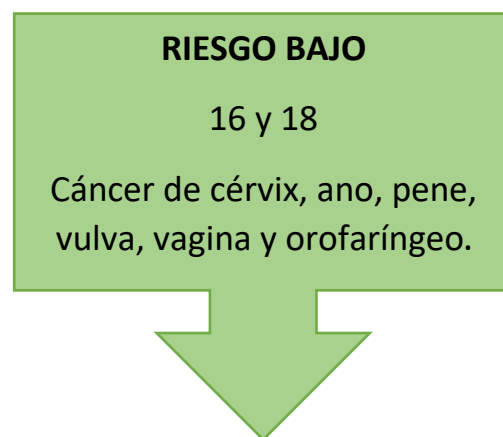 RIESGO BAJO
16 y 18
Cáncer de cérvix, ano, pene,
vulva, vagina y orofaríngeo.